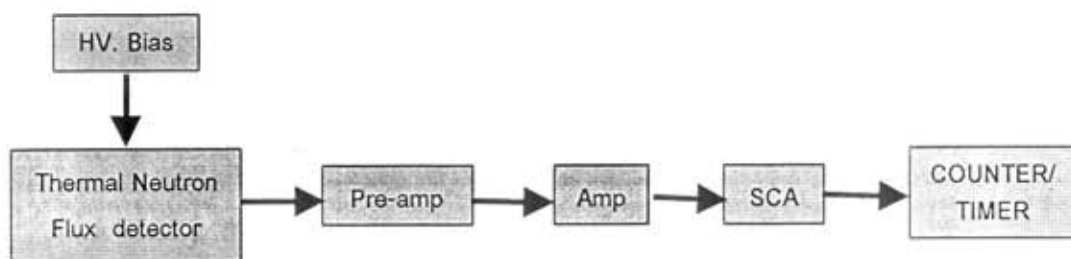 HV. Bias
Thermal Neutron
Flux detector
Pre-amp
Amp
SCA
COUNTER/
TIMER